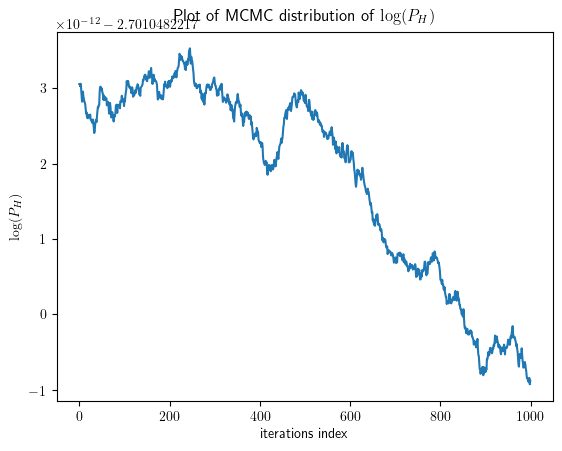 Plot of MCMC distribution of log(P_H)
×10⁻¹² − 2.7010482217
3
2
1
0
−1
log(P_H)
0 200 400 600 800 1000
iterations index